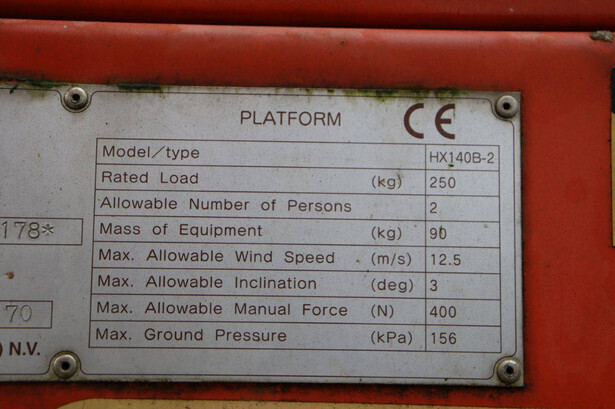 PLATFORM CE
Model/type HX140B-2
Rated Load (kg) 250
Allowable Number of Persons 2
Mass of Equipment (kg) 90
Max. Allowable Wind Speed (m/s) 12.5
Max. Allowable Inclination (deg) 3
Max. Allowable Manual Force (N) 400
Max. Ground Pressure (kPa) 156
178*
70
N.V.